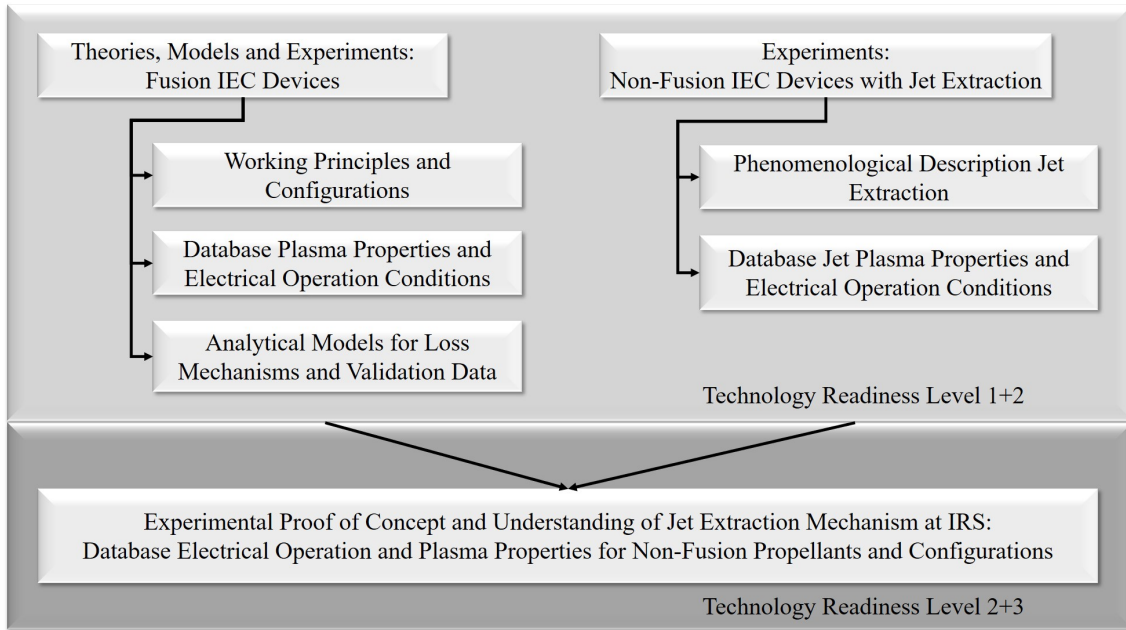 Theories, Models and Experiments:
Fusion IEC Devices
Working Principles and
Configurations
Database Plasma Properties and
Electrical Operation Conditions
Analytical Models for Loss
Mechanisms and Validation Data
Experiments:
Non-Fusion IEC Devices with Jet Extraction
Phenomenological Description Jet
Extraction
Database Jet Plasma Properties and
Electrical Operation Conditions
Technology Readiness Level 1+2
Experimental Proof of Concept and Understanding of Jet Extraction Mechanism at IRS:
Database Electrical Operation and Plasma Properties for Non-Fusion Propellants and Configurations
Technology Readiness Level 2+3